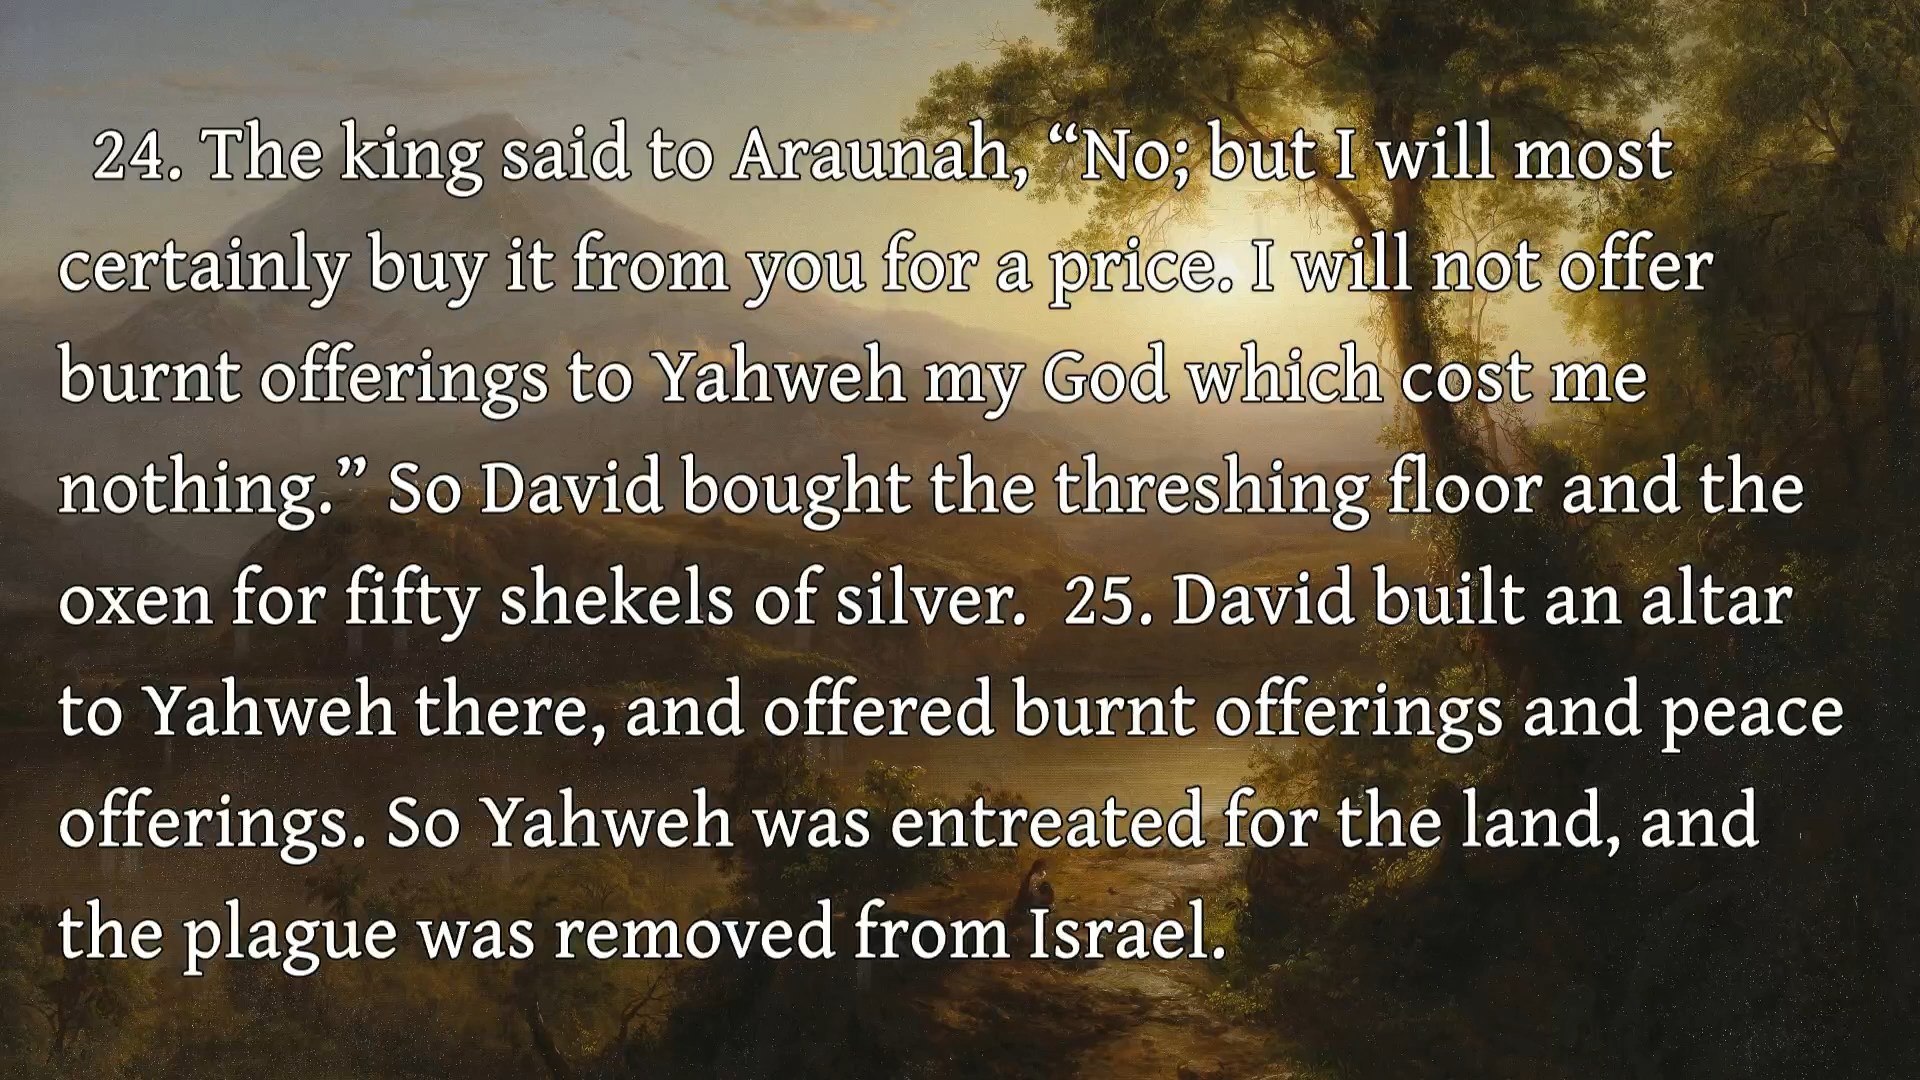 24. The king said to Araunah, “No; but I will most
certainly buy it from you for a price. I will not offer
burnt offerings to Yahweh my God which cost me
nothing.” So David bought the threshing floor and the
oxen for fifty shekels of silver.  25. David built an altar
to Yahweh there, and offered burnt offerings and peace
offerings. So Yahweh was entreated for the land, and
the plague was removed from Israel.